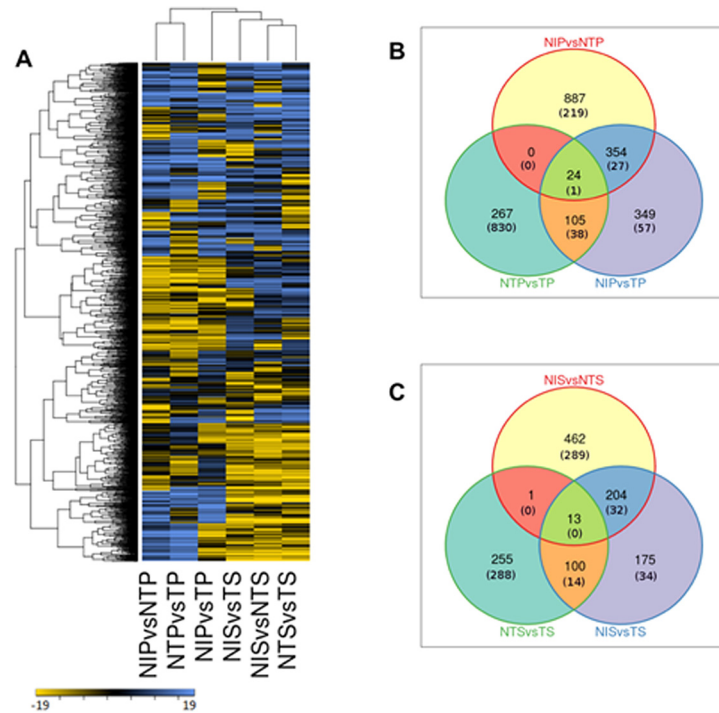 A
NIPvsNTP
NTPvsTP
NIPvsTP
NISvsTS
NISvsNTS
NTSvsTS
-19 19
B
NIPvsNTP
887
(219)
0
(0)
354
(27)
24
(1)
267
(830)
105
(38)
349
(57)
NTPvsTP NIPvsTP
C
NISvsNTS
462
(289)
1
(0)
204
(32)
13
(0)
255
(288)
100
(14)
175
(34)
NTSvsTS NISvsTS